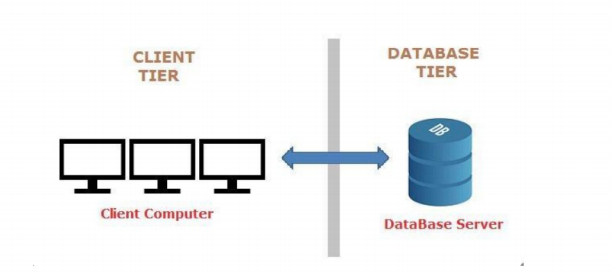 CLIENT
TIER
DATABASE
TIER
DB
Client Computer
DataBase Server